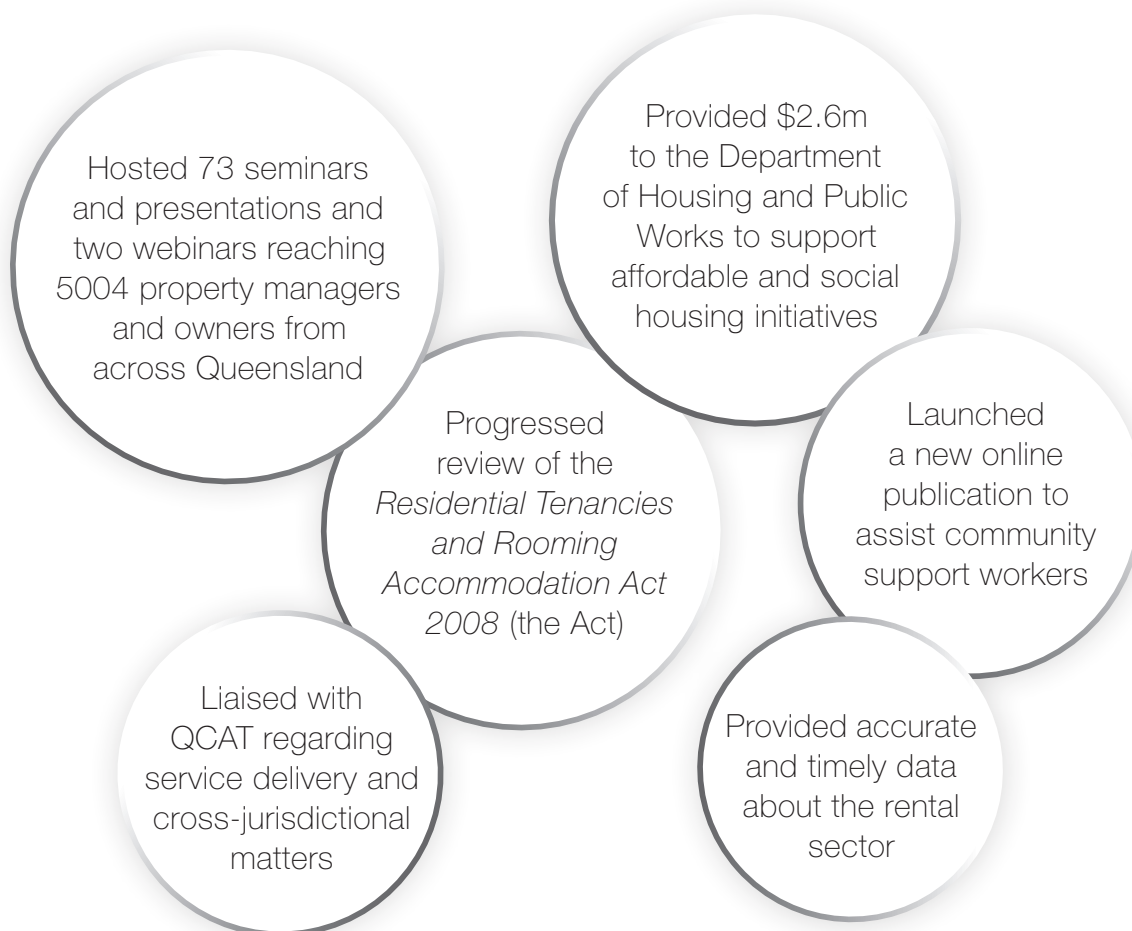 Hosted 73 seminars
and presentations and
two webinars reaching
5004 property managers
and owners from
across Queensland
Provided $2.6m
to the Department
of Housing and Public
Works to support
affordable and social
housing initiatives
Progressed
review of the
Residential Tenancies
and Rooming
Accommodation Act
2008 (the Act)
Launched
a new online
publication to
assist community
support workers
Liaised with
QCAT regarding
service delivery and
cross-jurisdictional
matters
Provided accurate
and timely data
about the rental
sector